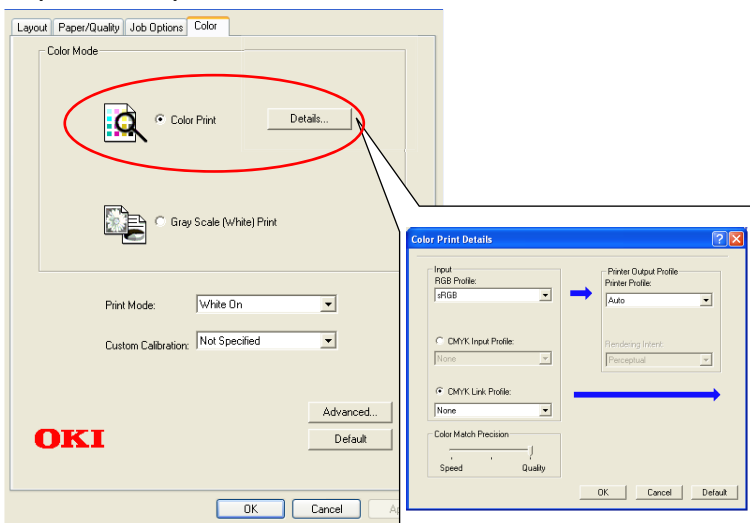 Layout Paper/Quality Job Options Color
Color Mode
Color Print
Details...
Gray Scale (White) Print
Print Mode: White On
Custom Calibration: Not Specified
Advanced...
OKI
Default
OK Cancel
Color Print Details
Input
RGB Profile:
sRGB
Printer Output Profile
Printer Profile:
Auto
CMYK Input Profile:
None
Rendering Intent:
Perceptual
CMYK Link Profile:
None
Color Match Precision
Speed Quality
OK Cancel Default